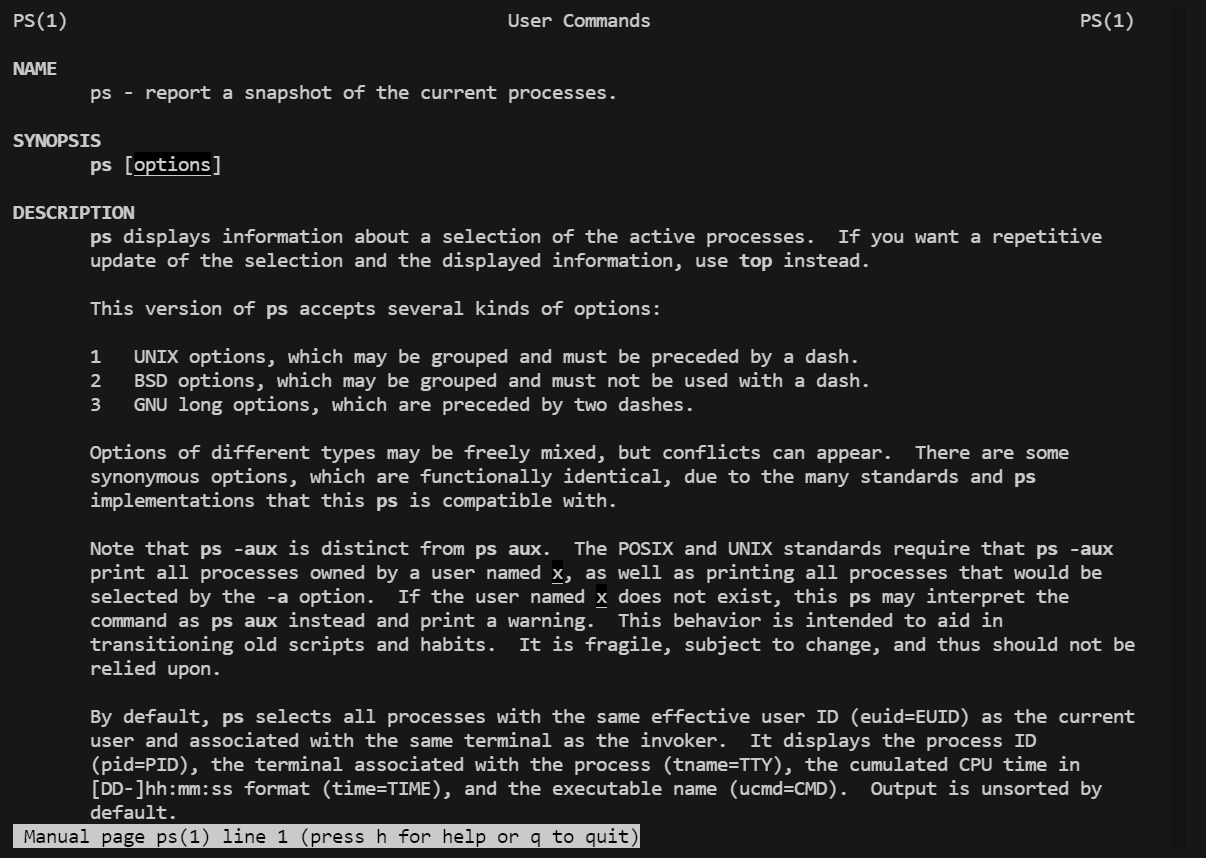 PS(1) User Commands PS(1)
NAME
ps - report a snapshot of the current processes.
SYNOPSIS
ps [options]
DESCRIPTION
ps displays information about a selection of the active processes.  If you want a repetitive
update of the selection and the displayed information, use top instead.
This version of ps accepts several kinds of options:
1   UNIX options, which may be grouped and must be preceded by a dash.
2   BSD options, which may be grouped and must not be used with a dash.
3   GNU long options, which are preceded by two dashes.
Options of different types may be freely mixed, but conflicts can appear.  There are some
synonymous options, which are functionally identical, due to the many standards and ps
implementations that this ps is compatible with.
Note that ps -aux is distinct from ps aux.  The POSIX and UNIX standards require that ps -aux
print all processes owned by a user named x, as well as printing all processes that would be
selected by the -a option.  If the user named x does not exist, this ps may interpret the
command as ps aux instead and print a warning.  This behavior is intended to aid in
transitioning old scripts and habits.  It is fragile, subject to change, and thus should not be
relied upon.
By default, ps selects all processes with the same effective user ID (euid=EUID) as the current
user and associated with the same terminal as the invoker.  It displays the process ID
(pid=PID), the terminal associated with the process (tname=TTY), the cumulated CPU time in
[DD-]hh:mm:ss format (time=TIME), and the executable name (ucmd=CMD).  Output is unsorted by
default.
Manual page ps(1) line 1 (press h for help or q to quit)